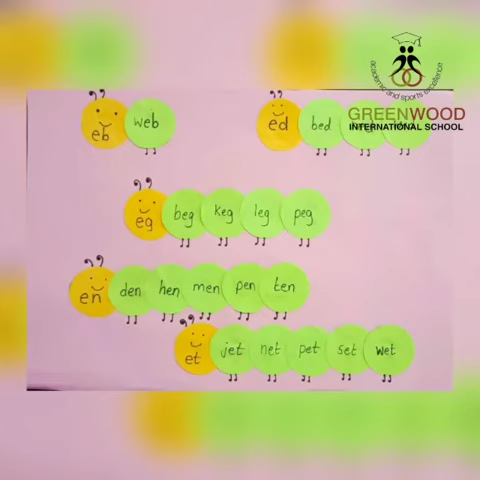 academic and sports excellence
GREENWOOD
INTERNATIONAL SCHOOL
eb web
ed bed
eg beg keg leg peg
en den hen men pen ten
et jet net pet set wet